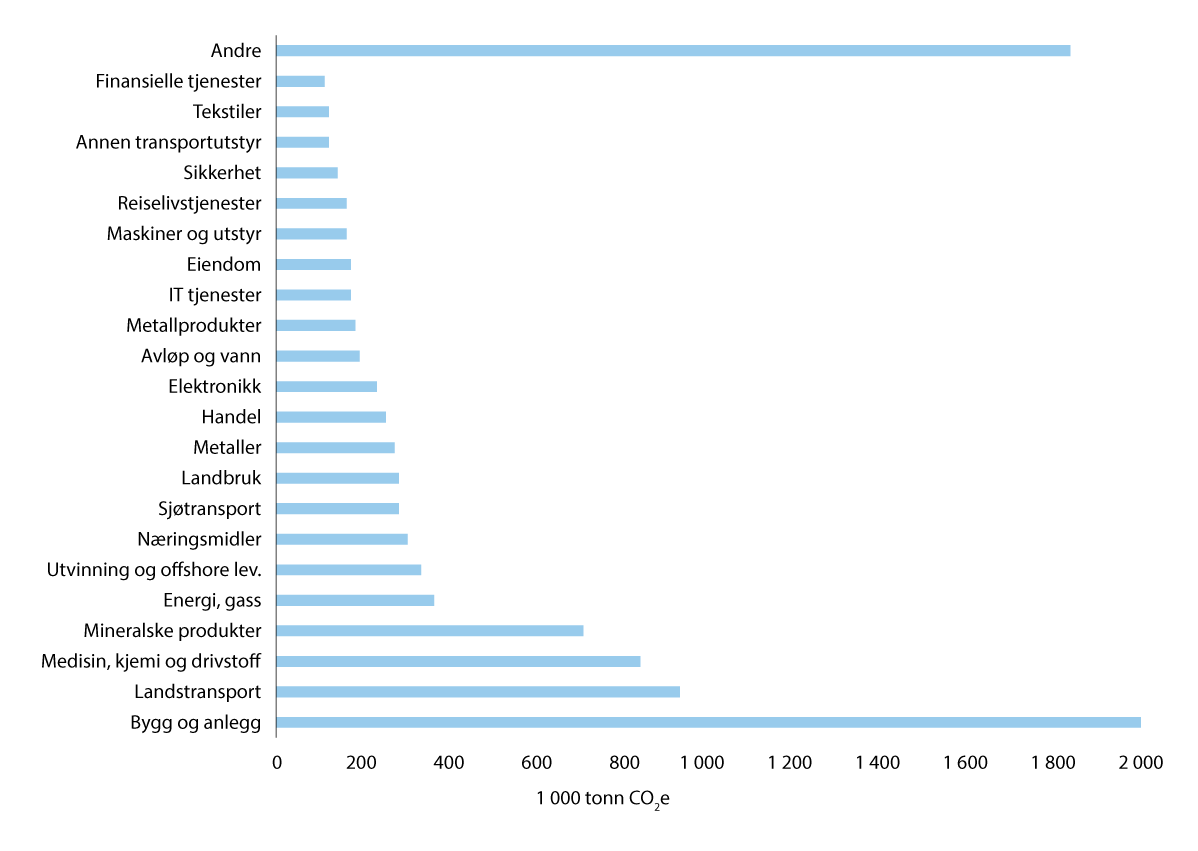 Andre
Finansielle tjenester
Tekstiler
Annen transportutstyr
Sikkerhet
Reiselivstjenester
Maskiner og utstyr
Eiendom
IT tjenester
Metallprodukter
Avløp og vann
Elektronikk
Handel
Metaller
Landbruk
Sjøtransport
Næringsmidler
Utvinning og offshore lev.
Energi, gass
Mineralske produkter
Medisin, kjemi og drivstoff
Landstransport
Bygg og anlegg
0 200 400 600 800 1 000 1 200 1 400 1 600 1 800 2 000
1 000 tonn CO₂e